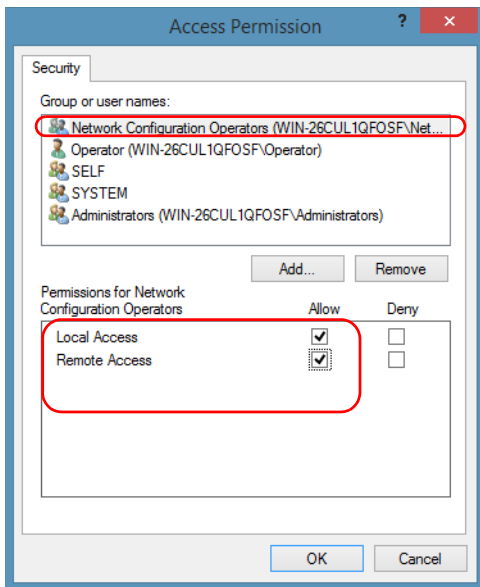 Access Permission
?
Security
Group or user names:
Network Configuration Operators (WIN-26CUL1QFOSF\Net...
Operator (WIN-26CUL1QFOSF\Operator)
SELF
SYSTEM
Administrators (WIN-26CUL1QFOSF\Administrators)
Add... Remove
Permissions for Network
Configuration Operators Allow Deny
Local Access
Remote Access
OK Cancel